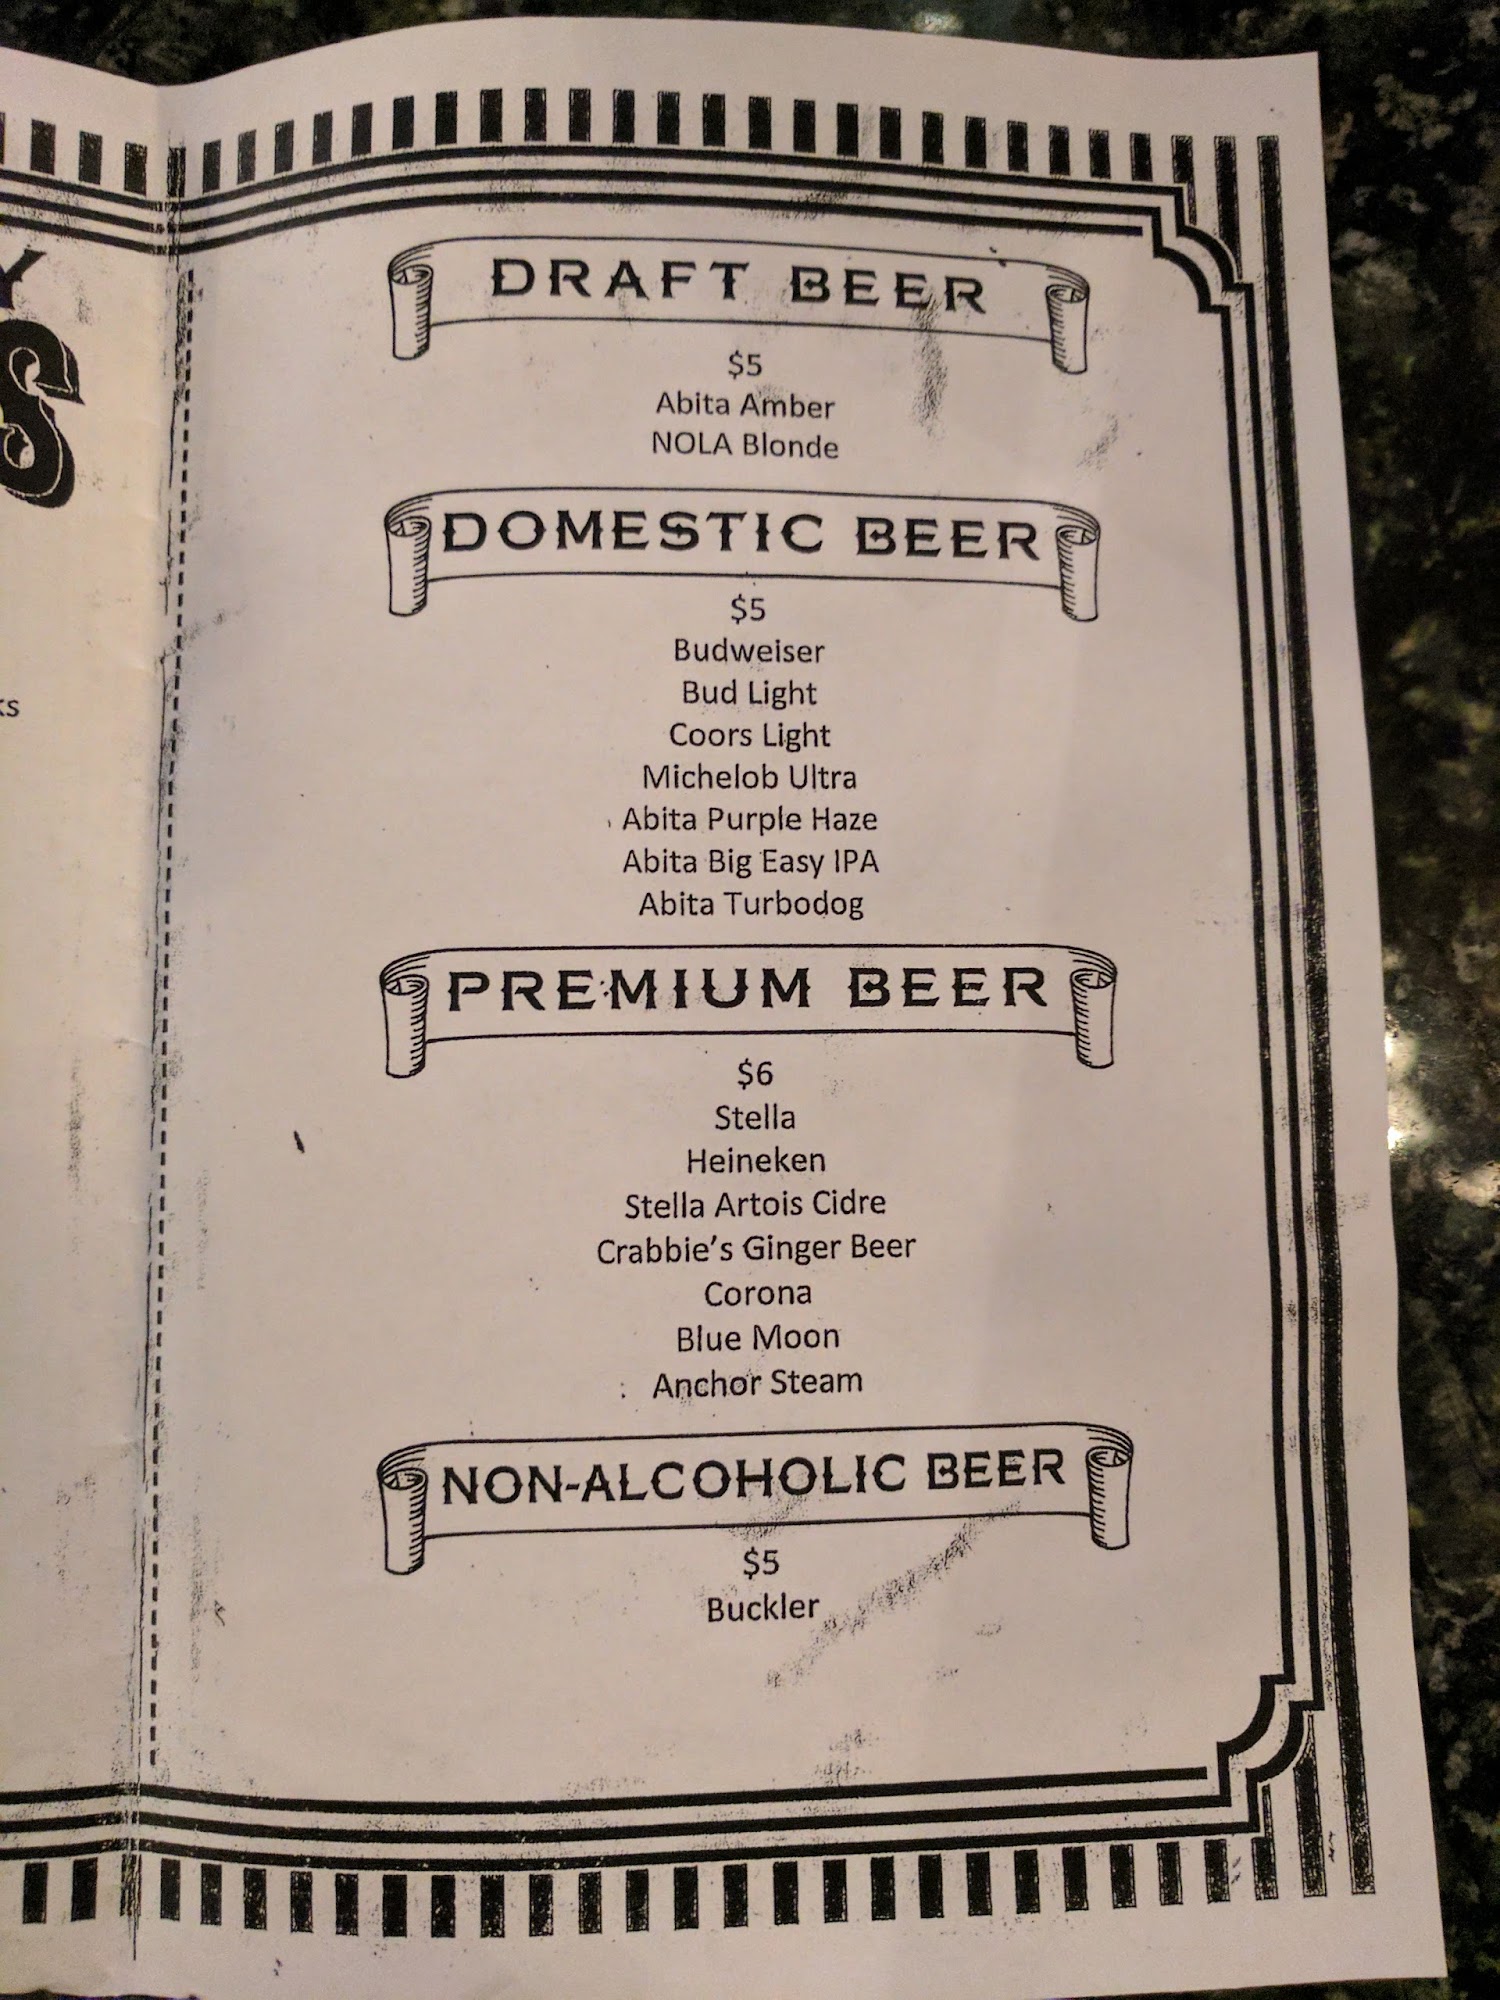 DRAFT BEER
$5
Abita Amber
NOLA Blonde
DOMESTIC BEER
$5
Budweiser
Bud Light
Coors Light
Michelob Ultra
Abita Purple Haze
Abita Big Easy IPA
Abita Turbodog
PREMIUM BEER
$6
Stella
Heineken
Stella Artois Cidre
Crabbie's Ginger Beer
Corona
Blue Moon
Anchor Steam
NON-ALCOHOLIC BEER
$5
Buckler